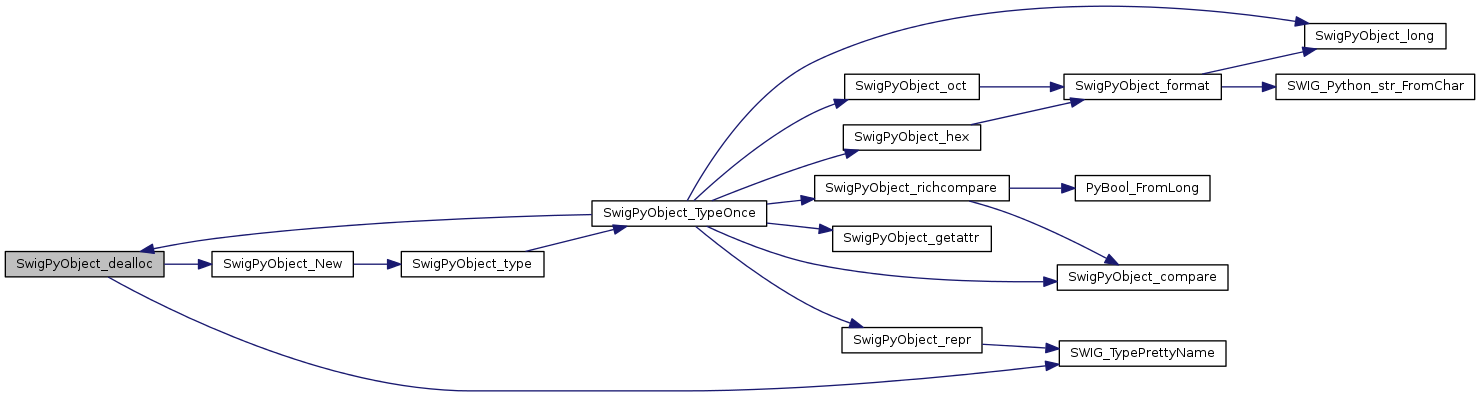 SwigPyObject_long
SwigPyObject_oct
SwigPyObject_format
SWIG_Python_str_FromChar
SwigPyObject_hex
SwigPyObject_richcompare
PyBool_FromLong
SwigPyObject_TypeOnce
SwigPyObject_getattr
SwigPyObject_dealloc
SwigPyObject_New
SwigPyObject_type
SwigPyObject_compare
SwigPyObject_repr
SWIG_TypePrettyName